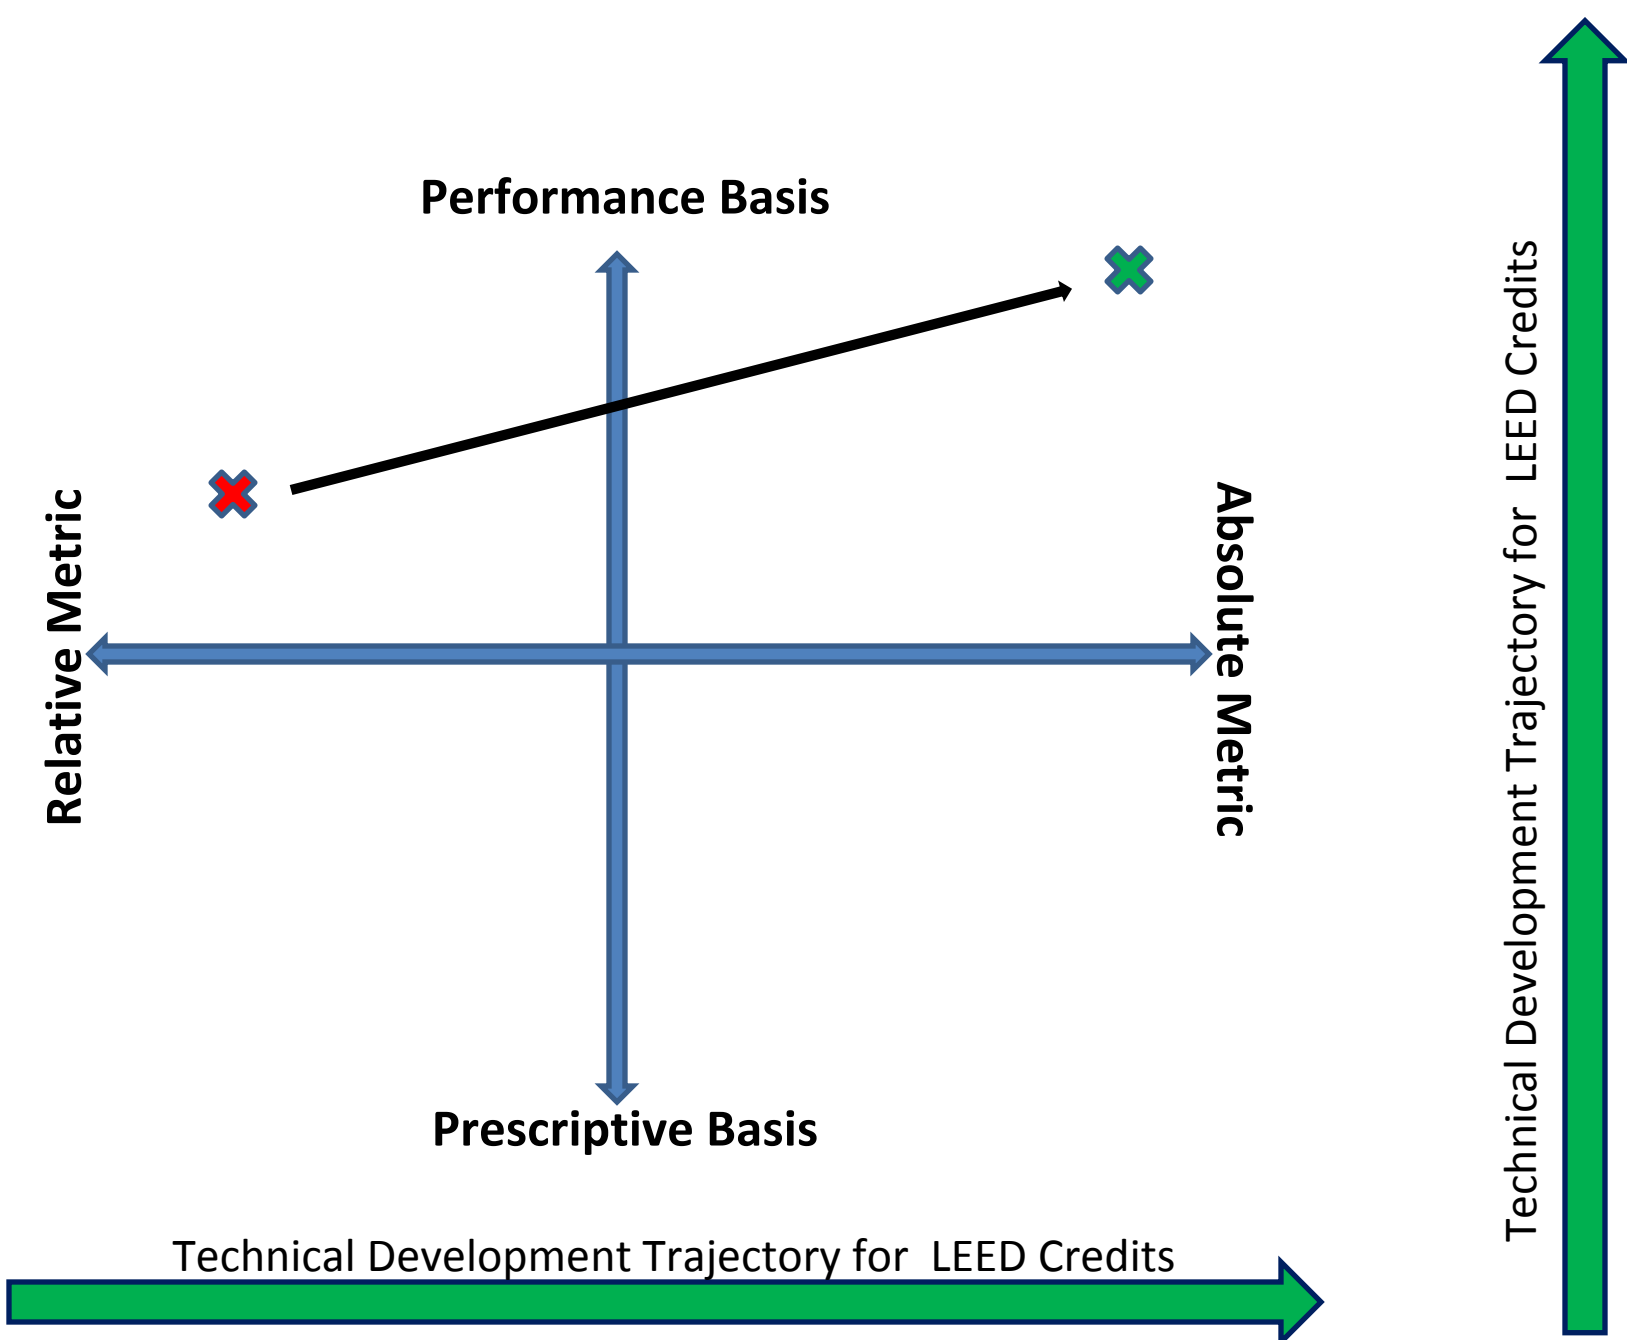 Performance Basis
Relative Metric
Absolute Metric
Prescriptive Basis
Technical Development Trajectory for LEED Credits
Technical Development Trajectory for LEED Credits